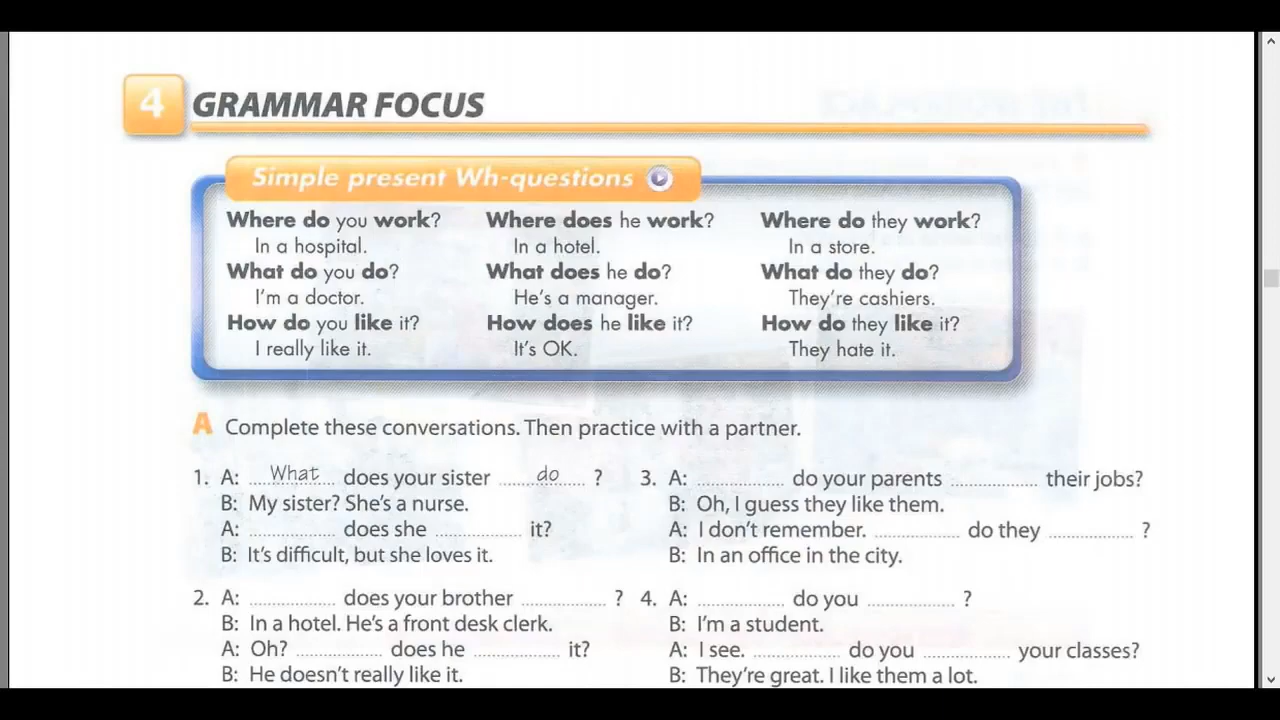 4 GRAMMAR FOCUS
Simple present Wh-questions
Where do you work?
In a hospital.
What do you do?
I'm a doctor.
How do you like it?
I really like it.
Where does he work?
In a hotel.
What does he do?
He's a manager.
How does he like it?
It's OK.
Where do they work?
In a store.
What do they do?
They're cashiers.
How do they like it?
They hate it.
A Complete these conversations. Then practice with a partner.
1. A: What does your sister do ?
B: My sister? She's a nurse.
A: .............. does she .............. it?
B: It's difficult, but she loves it.
2. A: .............. does your brother .............. ?
B: In a hotel. He's a front desk clerk.
A: Oh? .............. does he .............. it?
B: He doesn't really like it.
3. A: .............. do your parents .............. their jobs?
B: Oh, I guess they like them.
A: I don't remember. .............. do they .............. ?
B: In an office in the city.
4. A: .............. do you .............. ?
B: I'm a student.
A: I see. .............. do you .............. your classes?
B: They're great. I like them a lot.